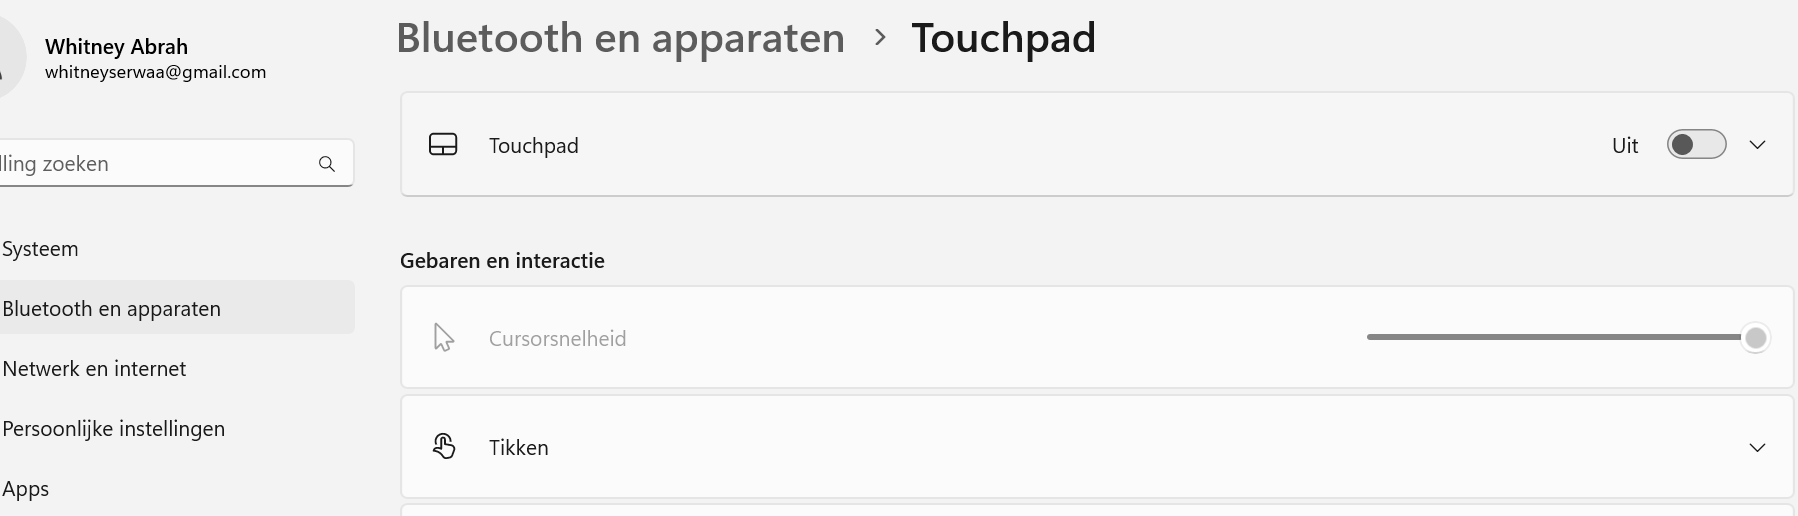 Whitney Abrah
whitneyserwaa@gmail.com
zoeken
Systeem
Bluetooth en apparaten
Netwerk en internet
Persoonlijke instellingen
Apps
Bluetooth en apparaten > Touchpad
Touchpad Uit
Gebaren en interactie
Cursorsnelheid
Tikken